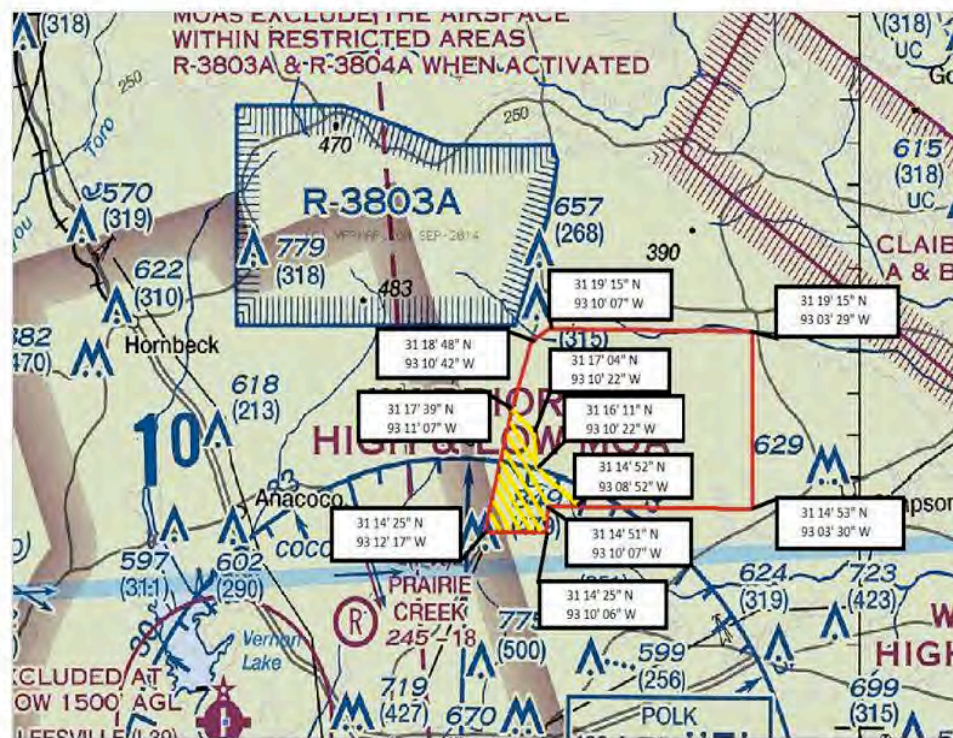 (318)
MOAS EXCLUDE THE AIRSPACE
WITHIN RESTRICTED AREAS
R-3803A & R-3804A WHEN ACTIVATED
(318)
UC
250
Toro
470
250
615
(318)
UC
570
(319)
R-3803A
657
(268)
779
(318)
390
622
(310)
483
31 19' 15" N
93 10' 07" W
31 19' 15" N
93 03' 29" W
Hornbeck
(315)
31 18' 48" N
93 10' 42" W
31 17' 04" N
93 10' 22" W
618
(213)
31 17' 39" N
93 11' 07" W
31 16' 11" N
93 10' 22" W
10
HIGH & LOW MOA
629
31 14' 52" N
93 08' 52" W
Anacoco
31 14' 25" N
93 12' 17" W
31 14' 51" N
93 10' 07" W
31 14' 53" N
93 03' 30" W
597
(311)
602
(290)
31 14' 25" N
93 10' 06" W
624
(319)
723
(423)
PRAIRIE
CREEK
245 18
R
Vernon
Lake
(500)
599
(256)
719
(427)
670
699
(315)
OW 1500' AGL
POLK